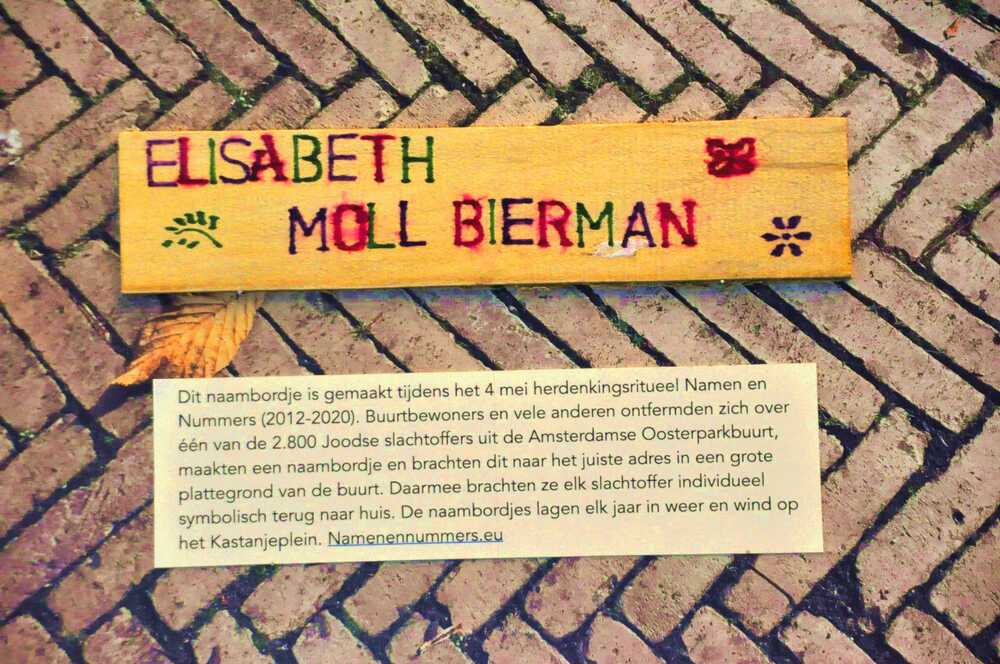 ELISABETH
MOLL BIERMAN
Dit naambordje is gemaakt tijdens het 4 mei herdenkingsritueel Namen en
Nummers (2012-2020). Buurtbewoners en vele anderen ontfermden zich over
één van de 2.800 Joodse slachtoffers uit de Amsterdamse Oosterparkbuurt,
maakten een naambordje en brachten dit naar het juiste adres in een grote
plattegrond van de buurt. Daarmee brachten ze elk slachtoffer individueel
symbolisch terug naar huis. De naambordjes lagen elk jaar in weer en wind op
het Kastanjeplein. Namenennummers.eu